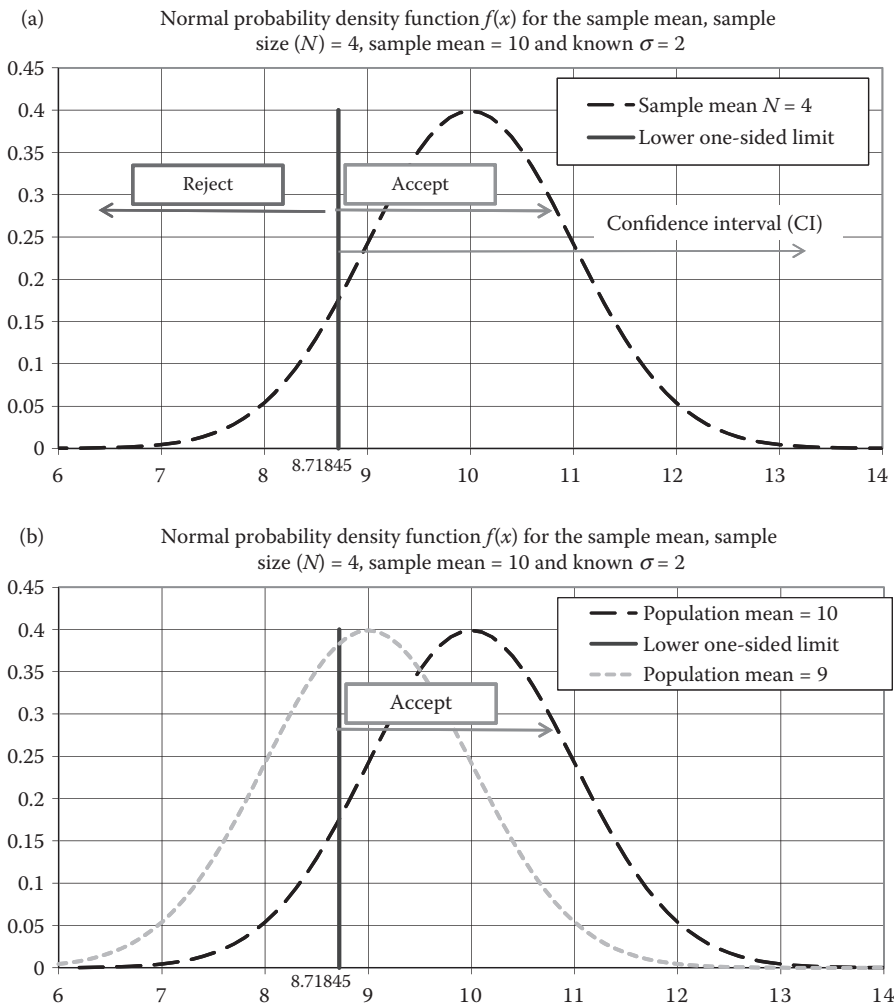 (a)
Normal probability density function f(x) for the sample mean, sample
size (N) = 4, sample mean = 10 and known σ = 2
0.45
0.4
0.35
0.3
0.25
0.2
0.15
0.1
0.05
0
Sample mean N = 4
Lower one-sided limit
Reject
Accept
Confidence interval (CI)
6
7
8
8.71845
9
10
11
12
13
14
(b)
Normal probability density function f(x) for the sample mean, sample
size (N) = 4, sample mean = 10 and known σ = 2
0.45
0.4
0.35
0.3
0.25
0.2
0.15
0.1
0.05
0
Population mean = 10
Lower one-sided limit
Population mean = 9
Accept
6
7
8
8.71845
9
10
11
12
13
14